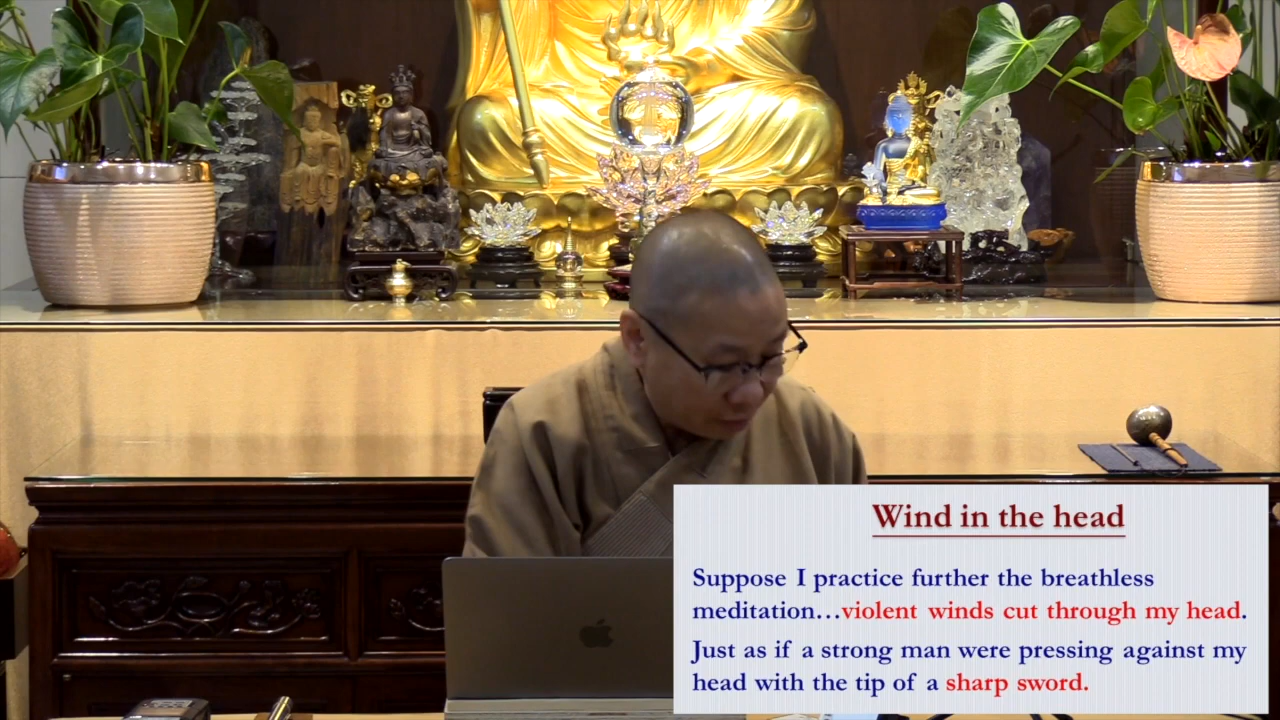 Wind in the head
Suppose I practice further the breathless
meditation…violent winds cut through my head.
Just as if a strong man were pressing against my
head with the tip of a sharp sword.